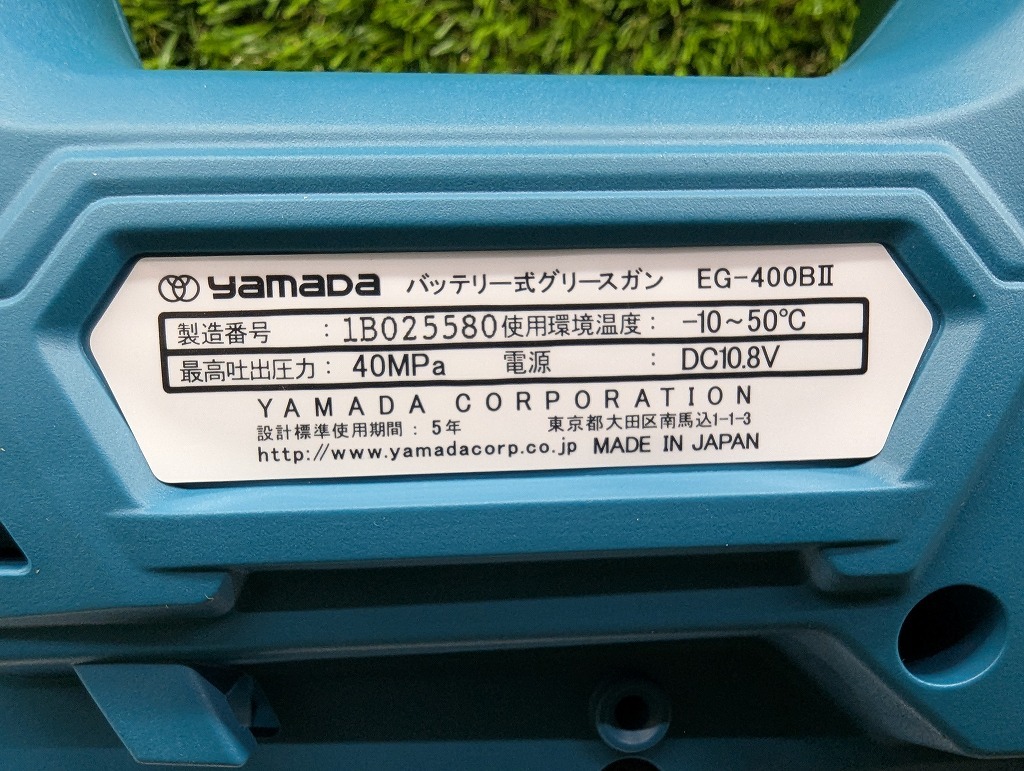 yamada バッテリー式グリースガン EG-400BⅡ
製造番号 : 1B025580 使用環境温度 : -10～50℃
最高吐出圧力 : 40MPa 電源 : DC10.8V
YAMADA CORPORATION
設計標準使用期間 : 5年 東京都大田区南馬込1-1-3
http://www.yamadacorp.co.jp MADE IN JAPAN